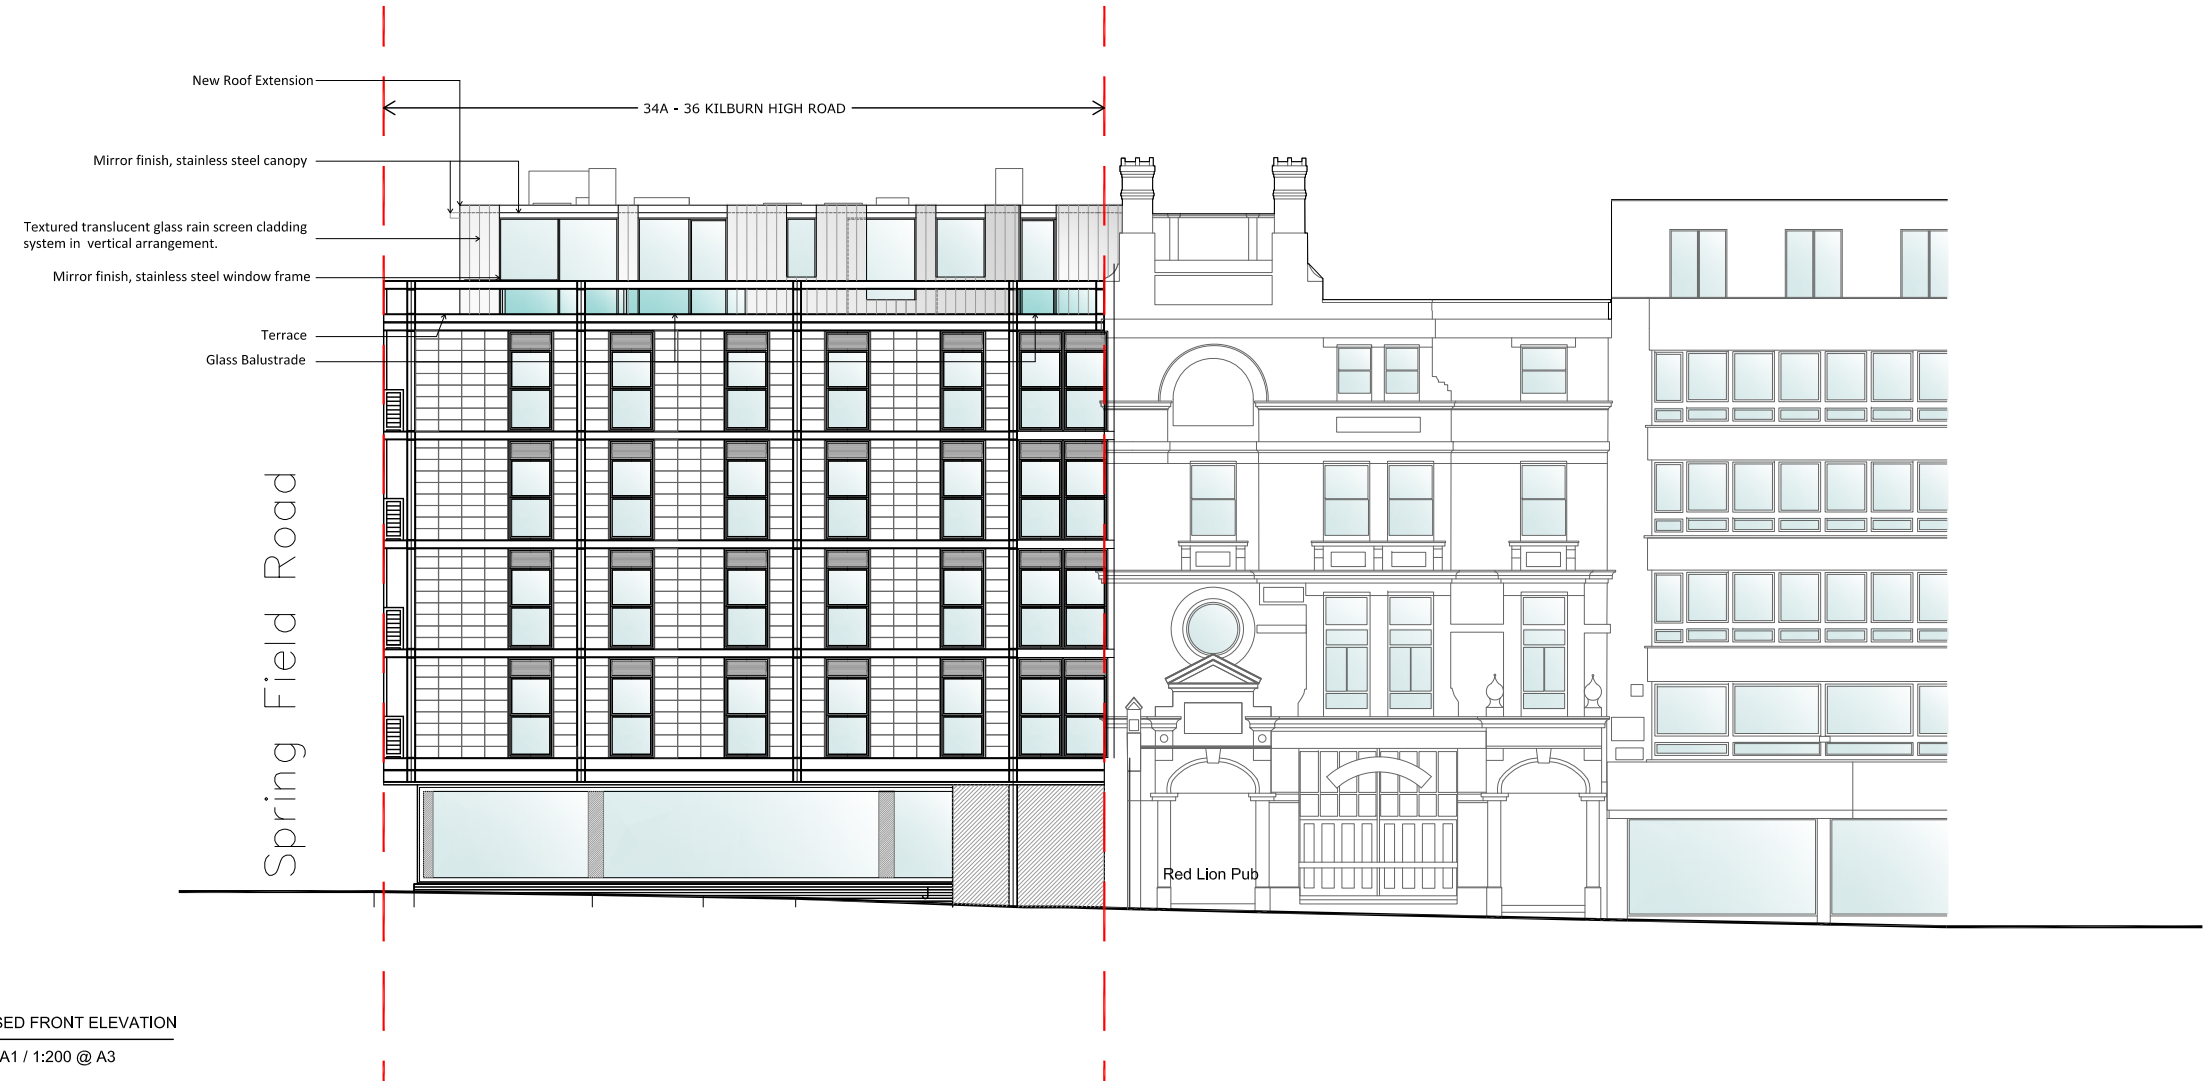 New Roof Extension
34A - 36 KILBURN HIGH ROAD
Mirror finish, stainless steel canopy
Textured translucent glass rain screen cladding
system in vertical arrangement.
Mirror finish, stainless steel window frame
Terrace
Glass Balustrade
Spring Field Road
Red Lion Pub
SED FRONT ELEVATION
A1 / 1:200 @ A3